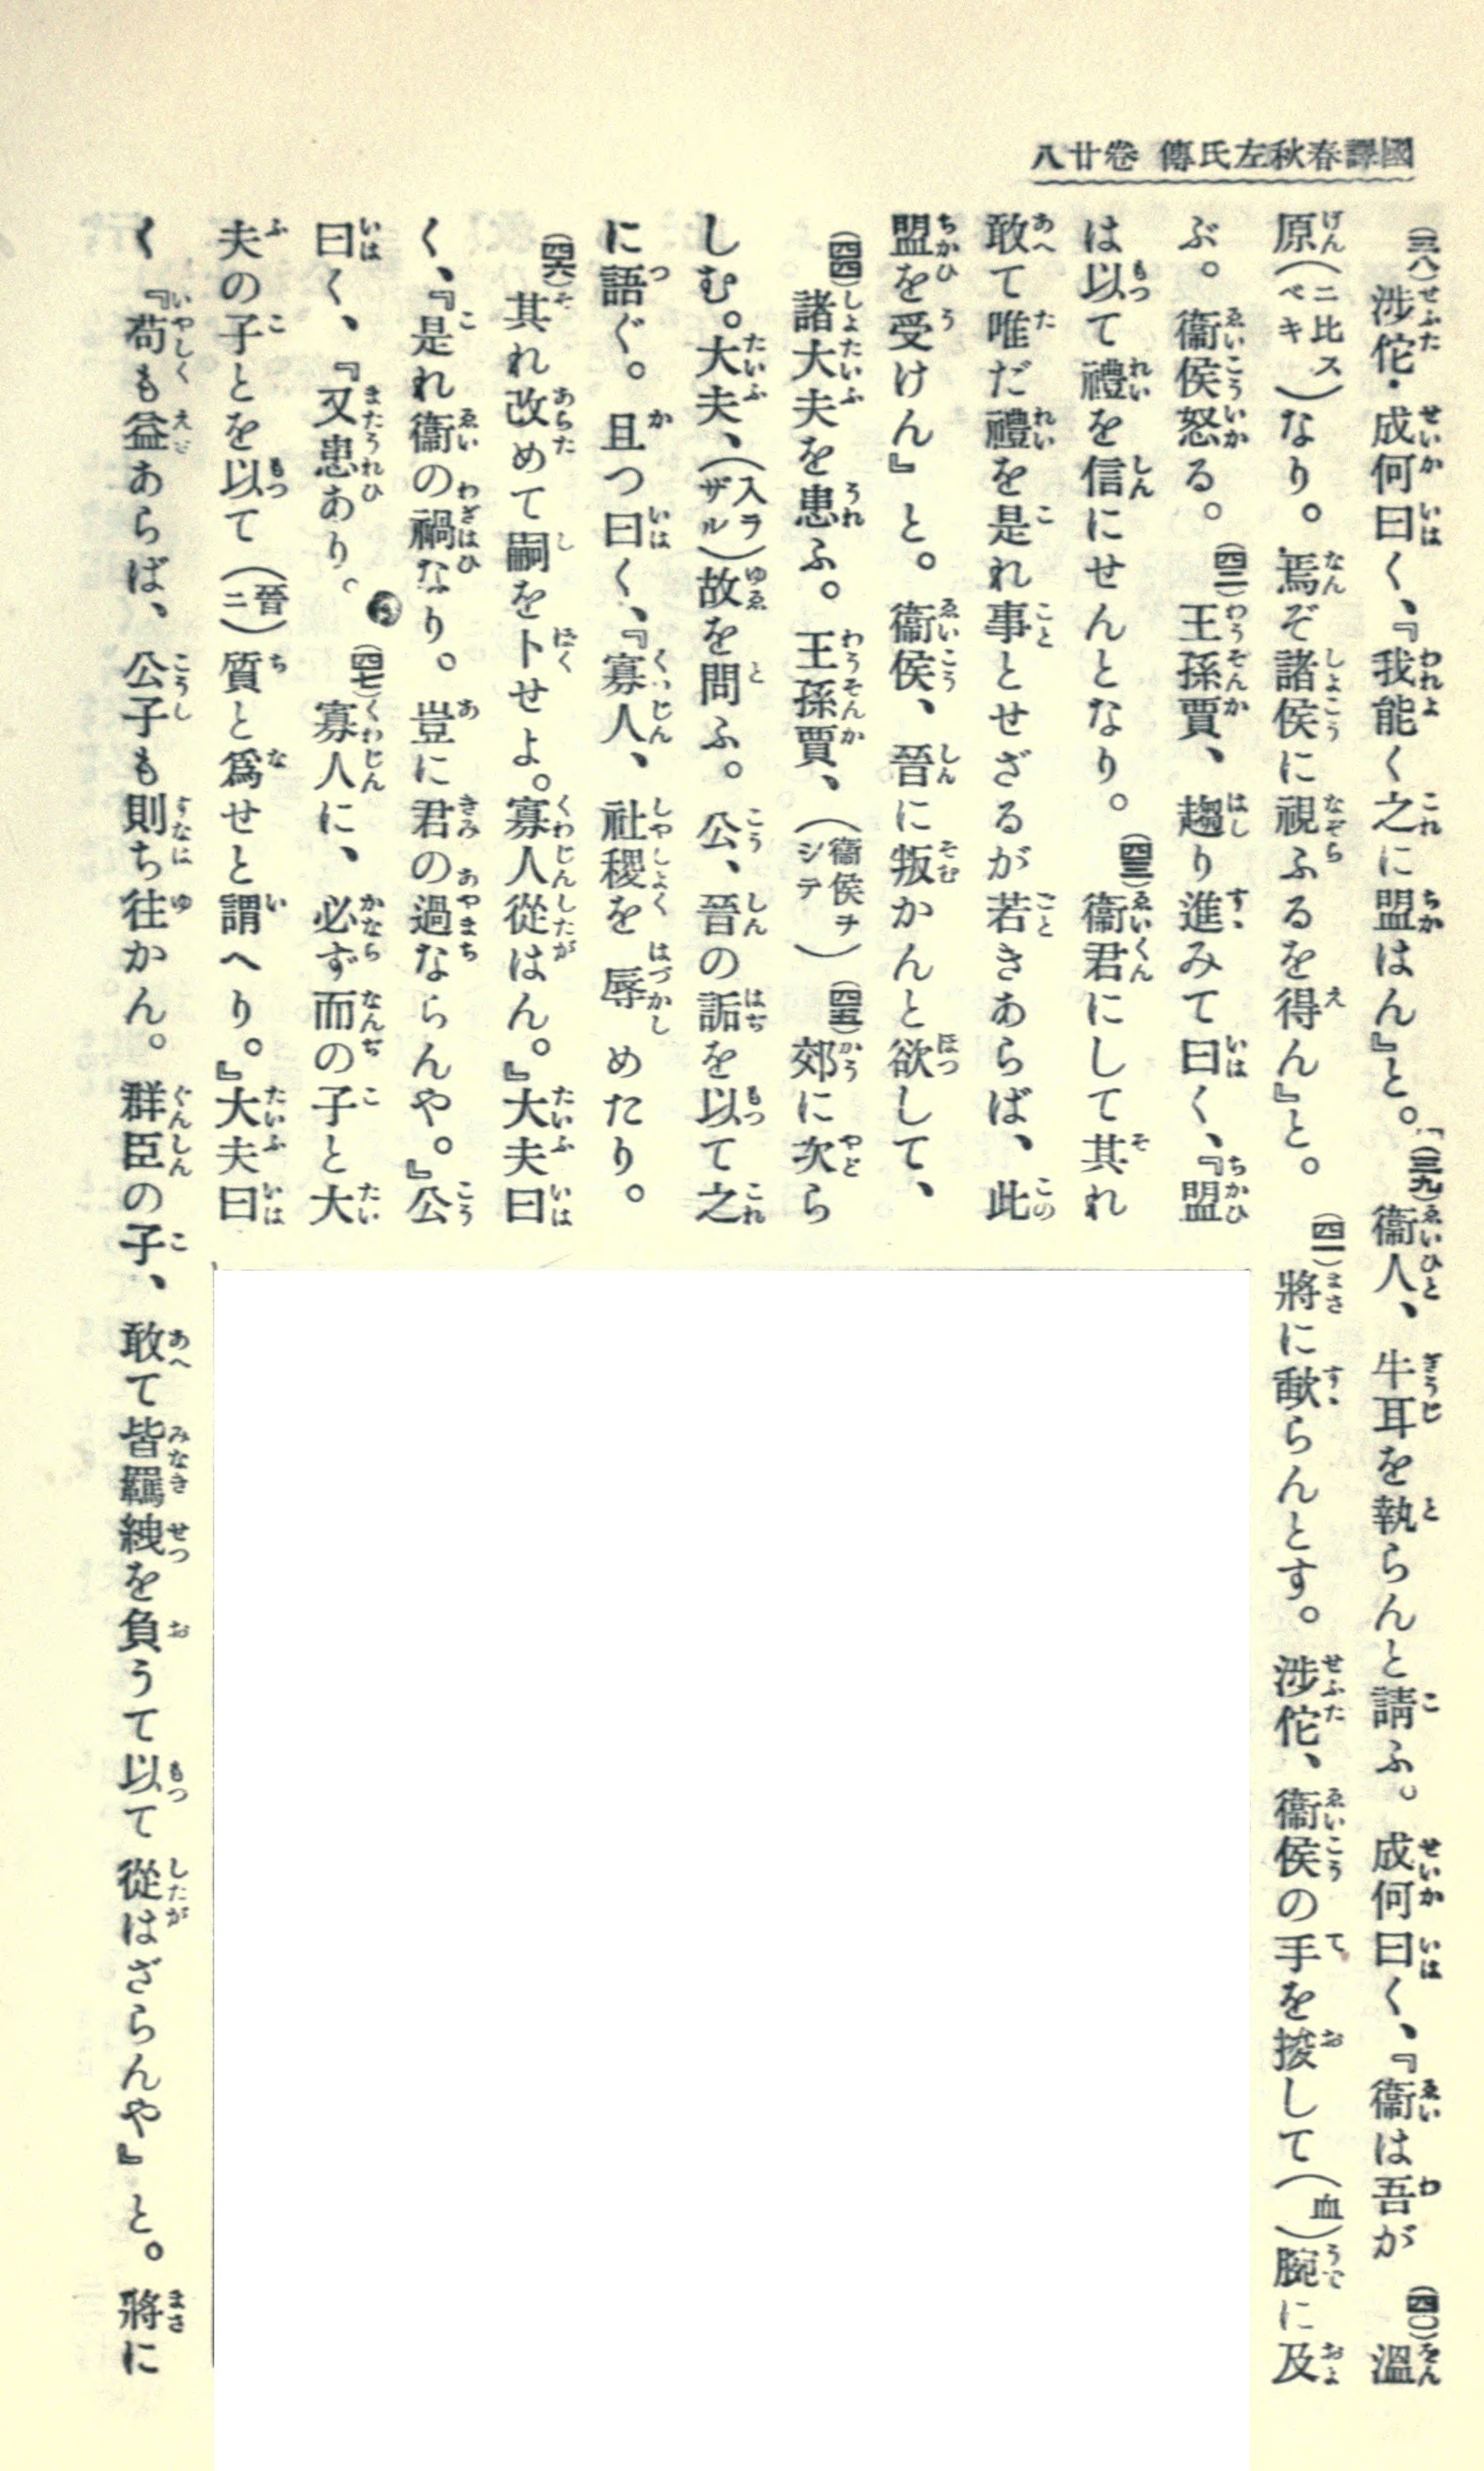 國譯春秋左氏傳 卷廿八
(三八)涉佗・成何曰く、『我能く之に盟はん』と。「(三九)衞人、牛耳を執らんと請ふ。成何曰く、『衞は吾が(四〇)溫
原(ニ比スベキ)なり。焉ぞ諸侯に視ふるを得ん』と。(四一)將に歃らんとす。涉佗、衞侯の手を捘して(血)腕に及
ぶ。衞侯怒る。(四二)王孫賈、趨り進みて曰く、『盟
は以て禮を信にせんとなり。(四三)衞君にして其れ
敢て唯だ禮を是れ事とせざるが若きあらば、此
盟を受けん』と。衞侯、晉に叛かんと欲して、
(四四)諸大夫を患ふ。王孫賈、(衞侯ヲシテ)(四五)郊に次ら
しむ。大夫、(入ラザル)故を問ふ。公、晉の詬を以て之
に語ぐ。且つ曰く、『寡人、社稷を辱めたり。
(四六)其れ改めて嗣を卜せよ。寡人從はん。』大夫曰
く、『是れ衞の禍なり。豈に君の過ならんや。』公
曰く、『又患あり。(四七)寡人に、必ず而の子と大
夫の子とを以て(晉ニ)質と爲せと謂へり。』大夫曰
く『苟も益あらば、公子も則ち往かん。群臣の子、敢て皆羈絏を負うて以て從はざらんや』と。將に